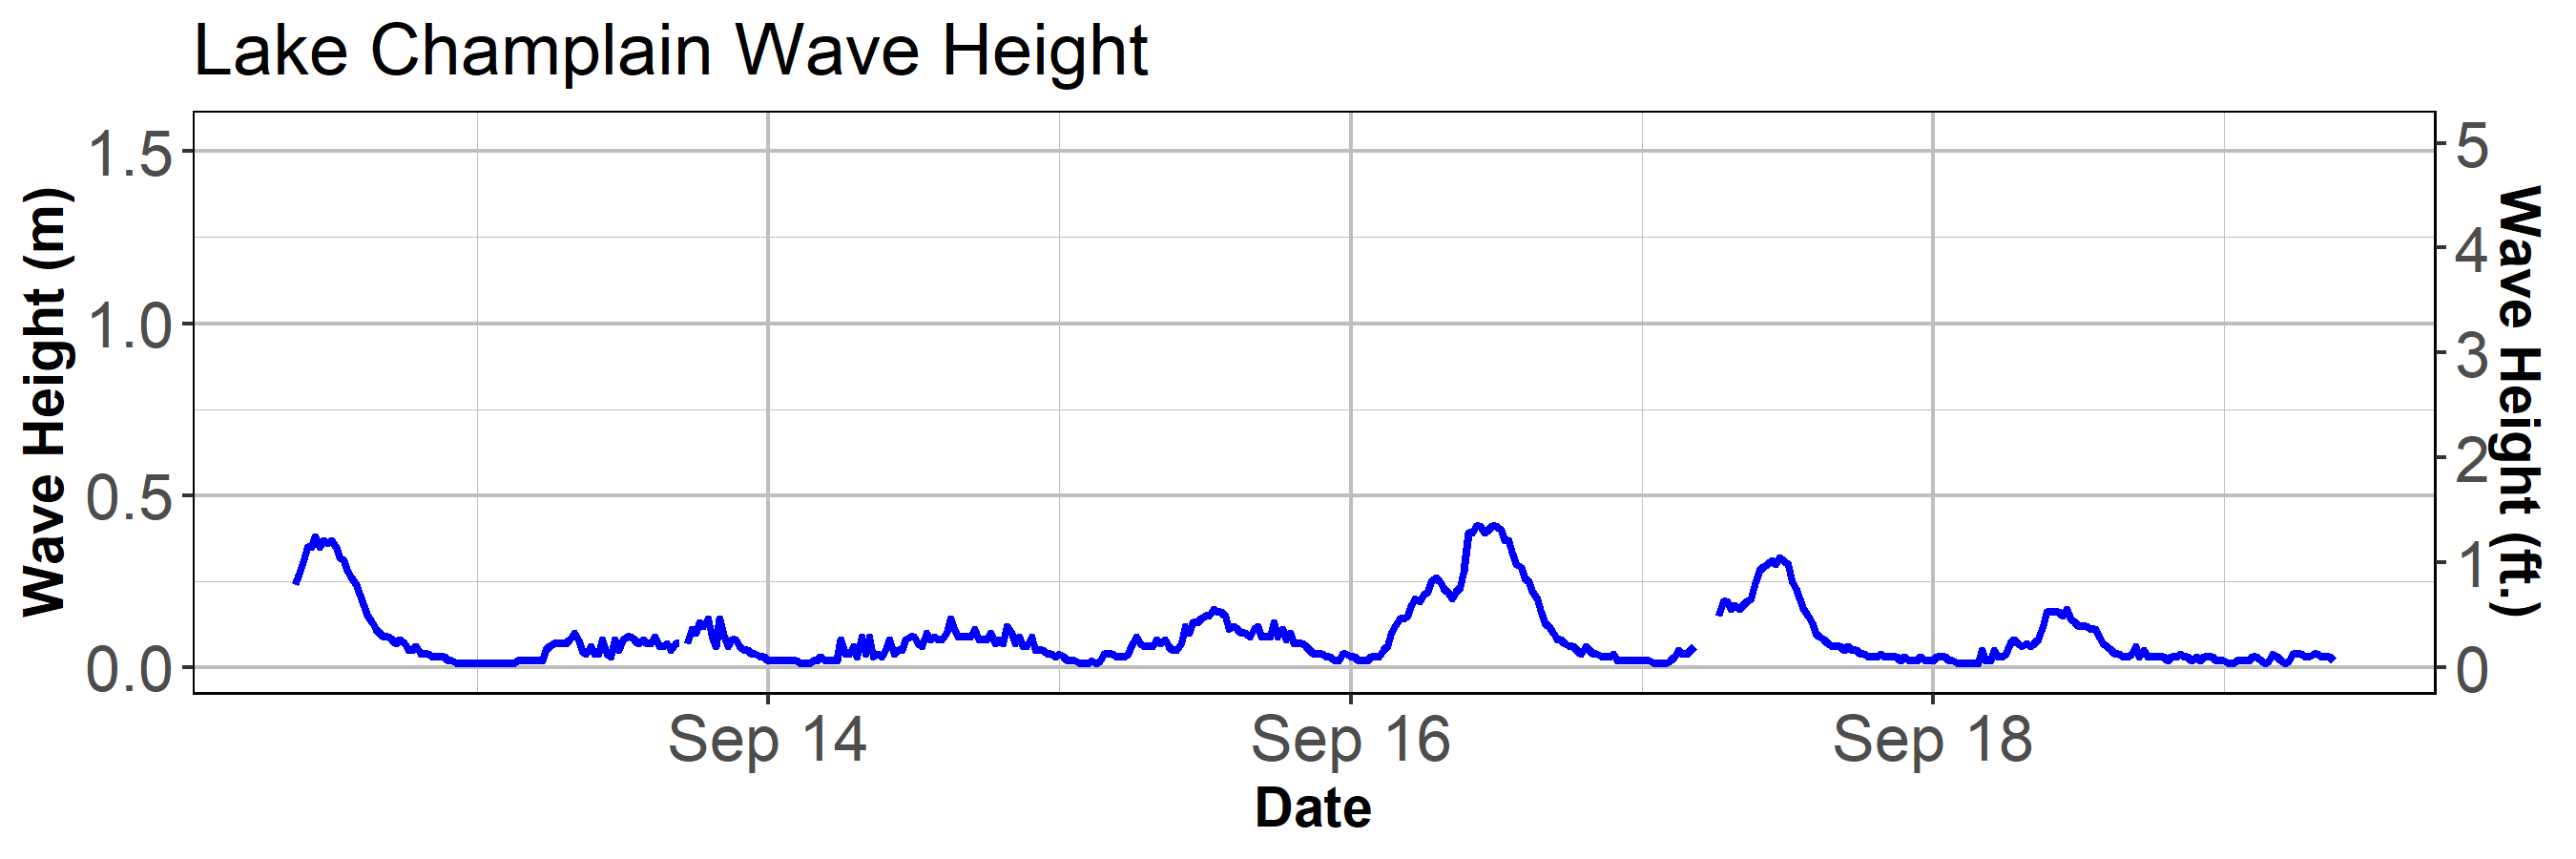 Lake Champlain Wave Height
Wave Height (m)
1.5
1.0
0.5
0.0
5
4
3
2
1
0
Wave Height (ft.)
Sep 14
Sep 16
Sep 18
Date